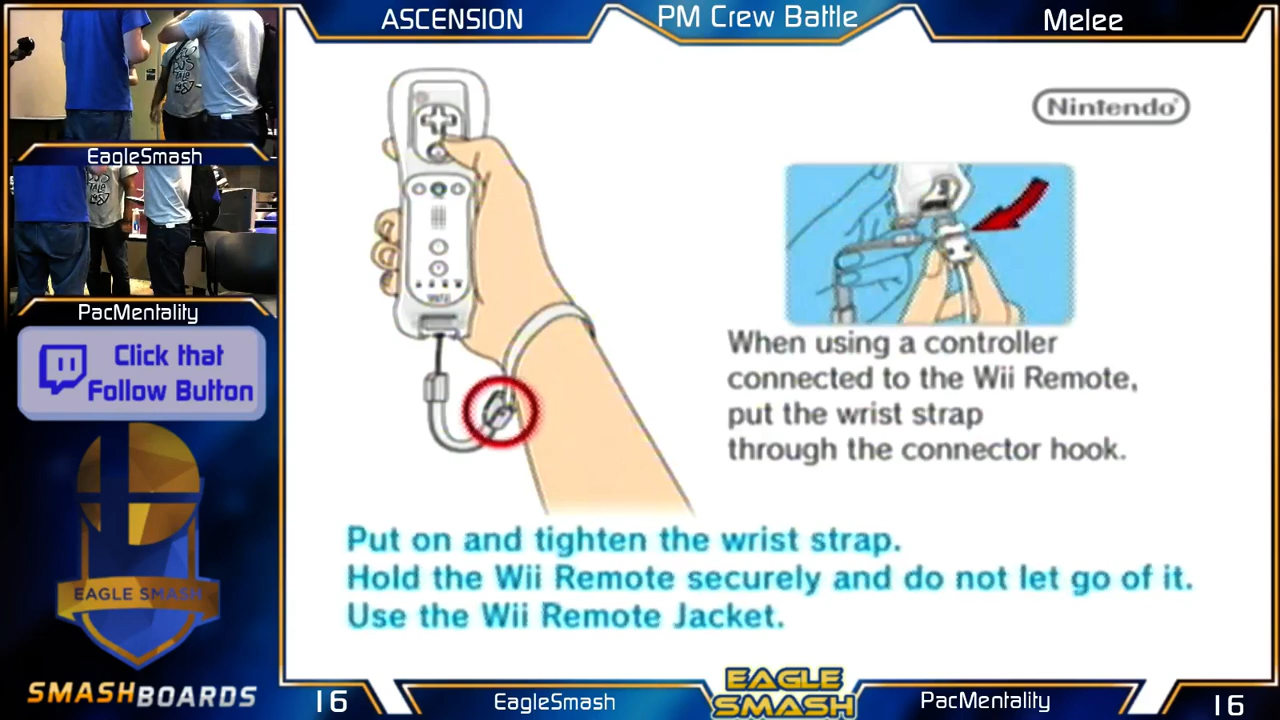 ASCENSION
PM Crew Battle
Melee
EagleSmash
PacMentality
Click that
Follow Button
EAGLE SMASH
SMASHBOARDS
Nintendo
When using a controller
connected to the Wii Remote,
put the wrist strap
through the connector hook.
Put on and tighten the wrist strap.
Hold the Wii Remote securely and do not let go of it.
Use the Wii Remote Jacket.
16
EagleSmash
EAGLE
SMASH
PacMentality
16